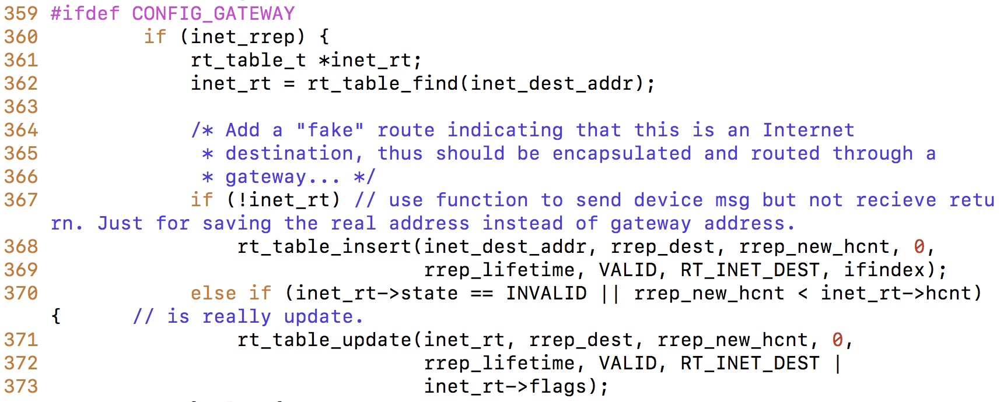 359 #ifdef CONFIG_GATEWAY
360         if (inet_rrep) {
361             rt_table_t *inet_rt;
362             inet_rt = rt_table_find(inet_dest_addr);
363
364             /* Add a "fake" route indicating that this is an Internet
365              * destination, thus should be encapsulated and routed through a
366              * gateway... */
367             if (!inet_rt) // use function to send device msg but not recieve retu
rn. Just for saving the real address instead of gateway address.
368                 rt_table_insert(inet_dest_addr, rrep_dest, rrep_new_hcnt, 0,
369                                 rrep_lifetime, VALID, RT_INET_DEST, ifindex);
370             else if (inet_rt->state == INVALID || rrep_new_hcnt < inet_rt->hcnt)
{      // is really update.
371                 rt_table_update(inet_rt, rrep_dest, rrep_new_hcnt, 0,
372                                 rrep_lifetime, VALID, RT_INET_DEST |
373                                 inet_rt->flags);